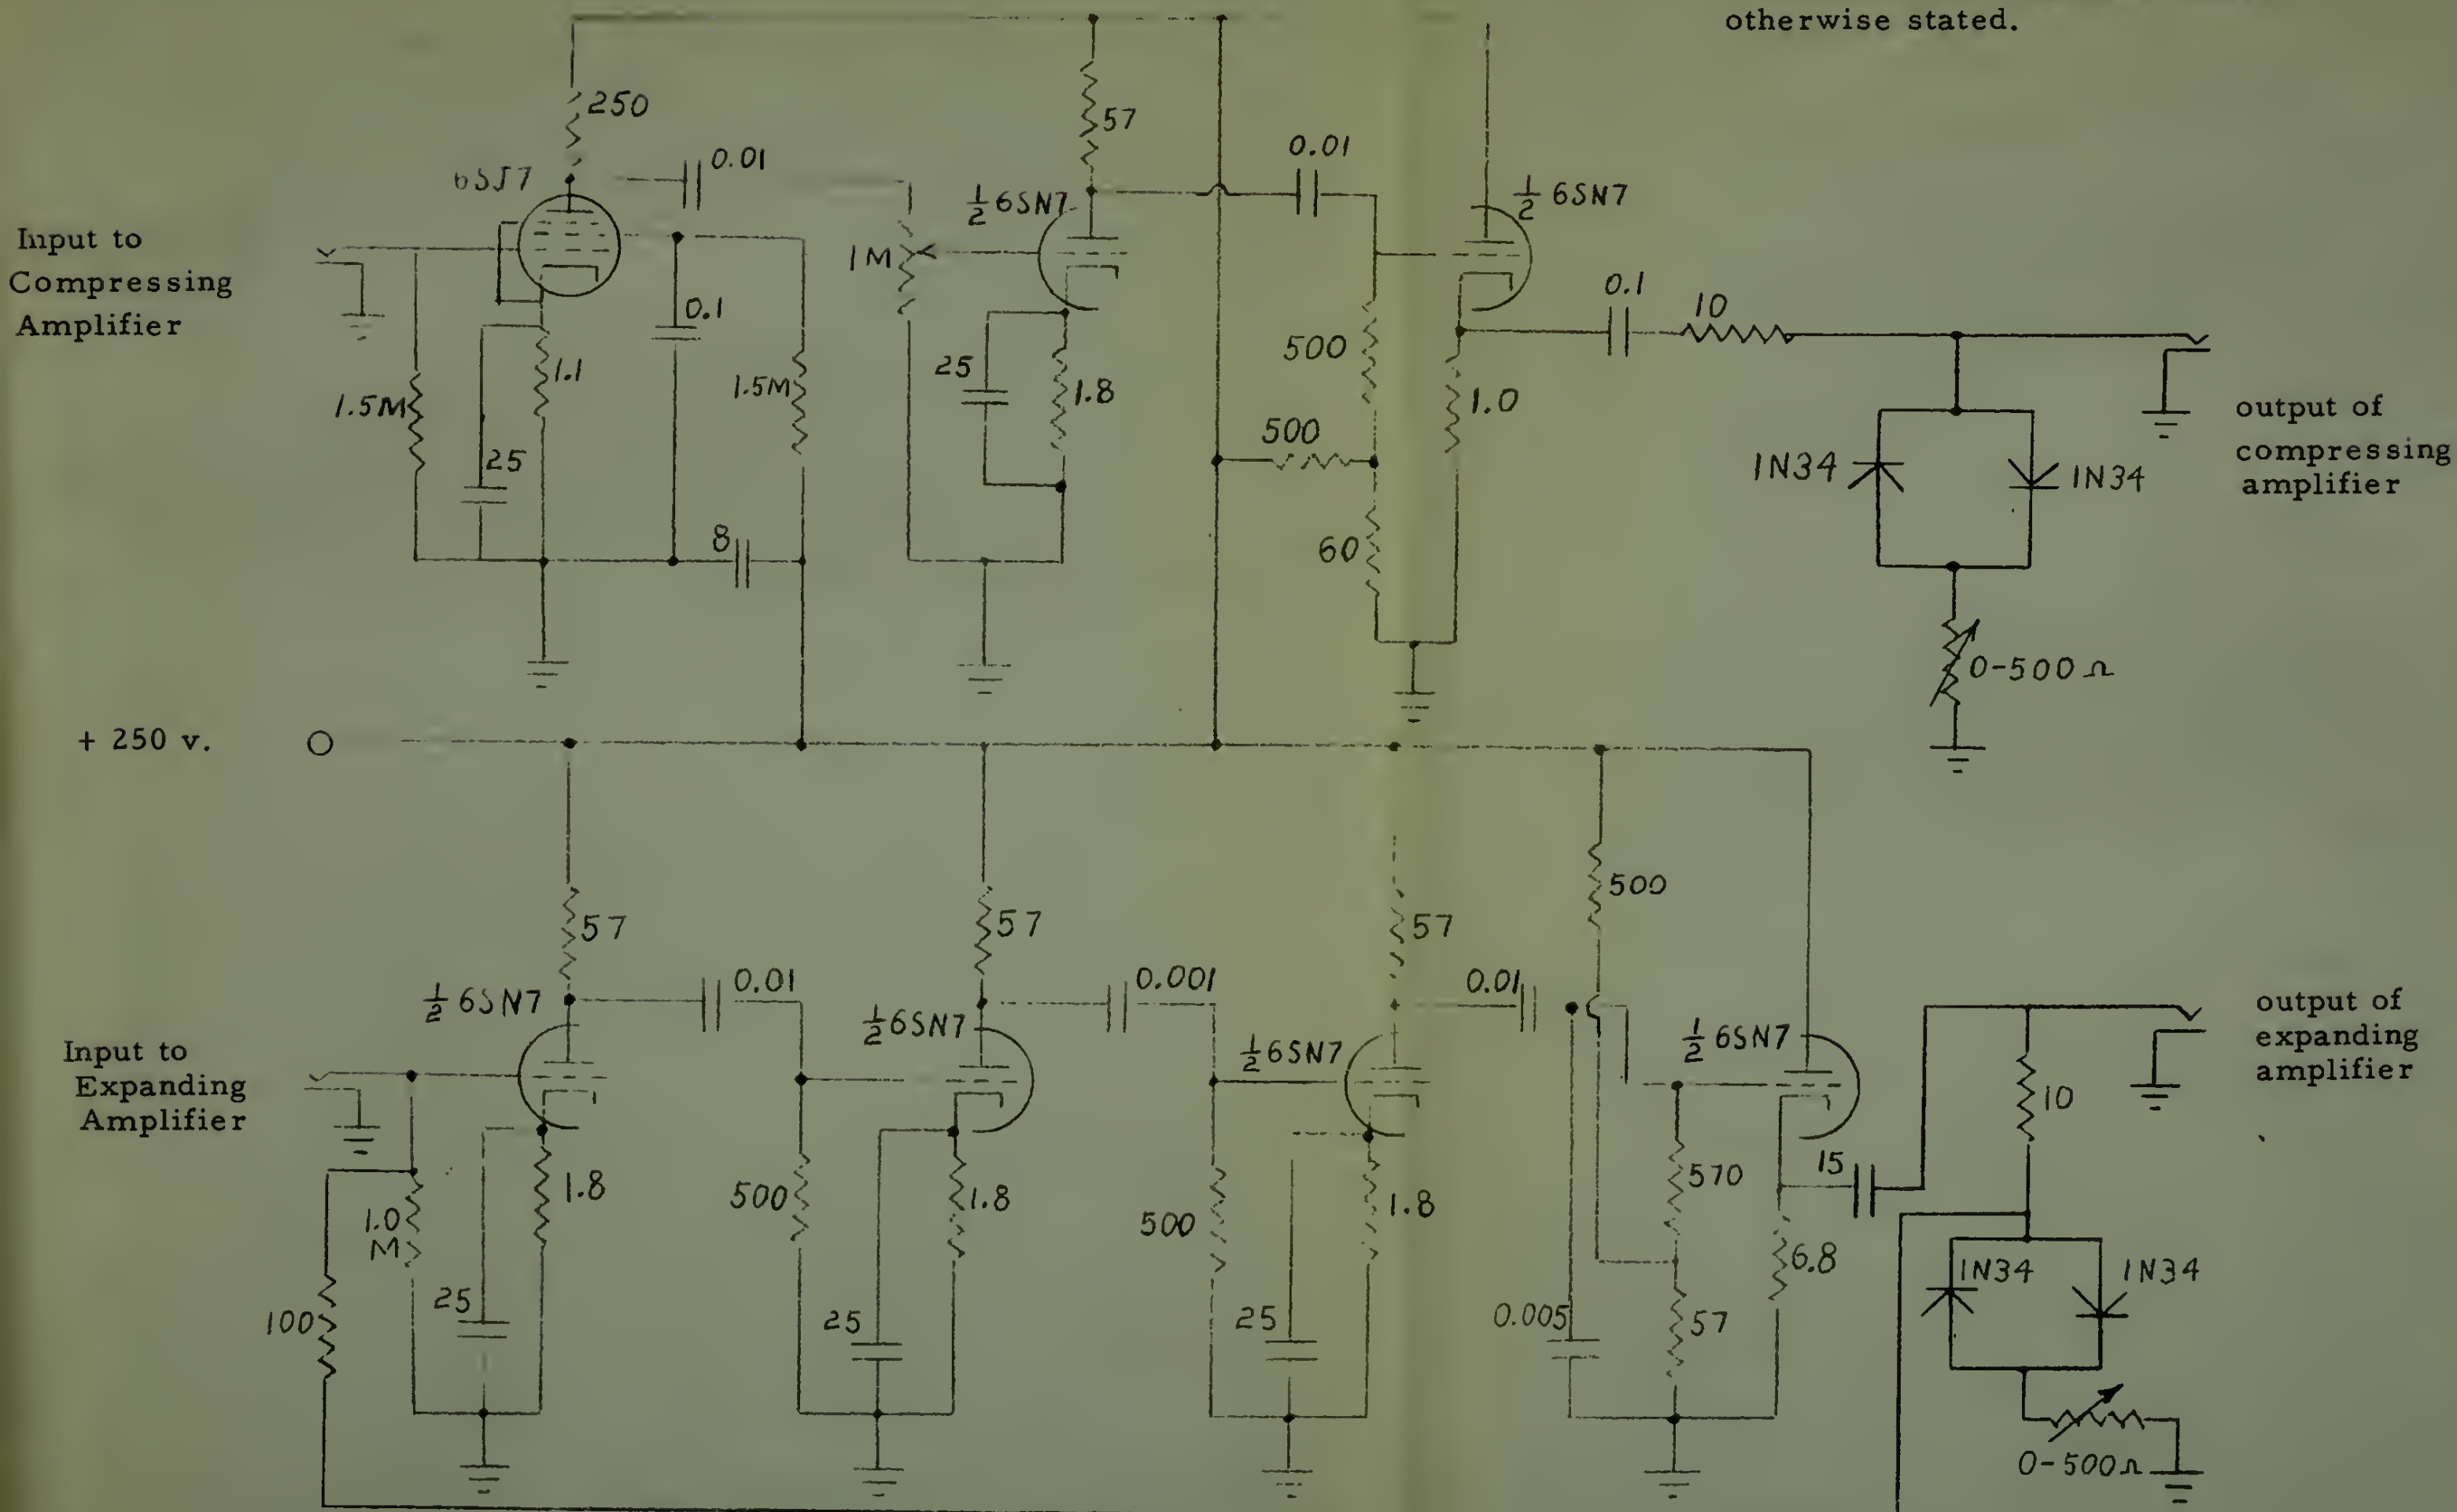 otherwise stated.
250
57
6SJ7
0.01
0.01
1/2 6SN7
1/2 6SN7
Input to
Compressing
Amplifier
1M
0.1
0.1
10
1.5M
1.1
1.5M
25
1.8
500
1.0
25
500
60
8
output of
compressing
amplifier
1N34
1N34
0-500Ω
+ 250 v.
57
57
57
500
1/2 6SN7
0.01
1/2 6SN7
0.001
1/2 6SN7
0.01
1/2 6SN7
Input to
Expanding
Amplifier
output of
expanding
amplifier
10
1.0
M
1.8
500
1.8
500
1.8
570
15
6.8
100
25
25
25
0.005
57
1N34
1N34
0-500Ω